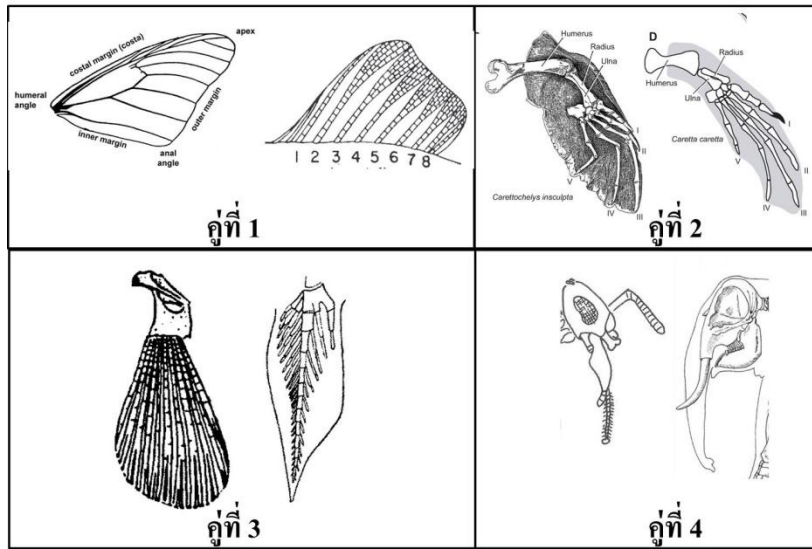 costal margin (costa)
apex
humeral
angle
outer margin
inner margin
anal
angle
1 2 3 4 5 6 7 8
คู่ที่ 1
Humerus
Radius
Ulna
I
II
V
IV
III
Carettochelys insculpta
D
Radius
Humerus
Ulna
I
Caretta caretta
V
II
IV
III
คู่ที่ 2
คู่ที่ 3
คู่ที่ 4